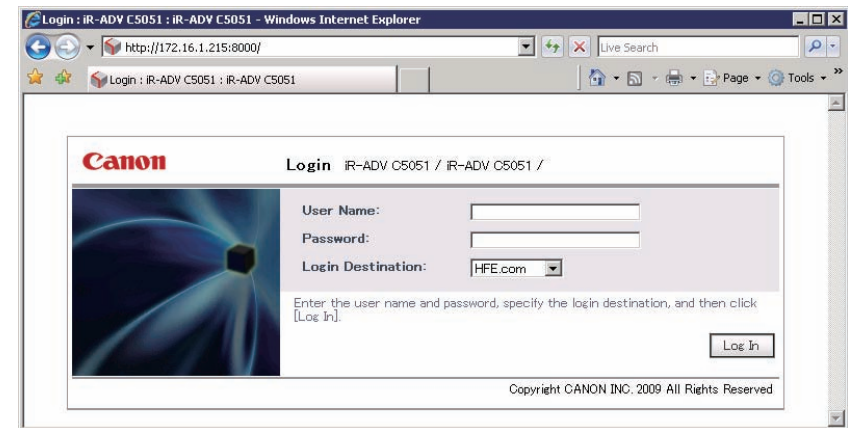 Login : iR-ADV C5051 : iR-ADV C5051 - Windows Internet Explorer
http://172.16.1.215:8000/
Live Search
Login : iR-ADV C5051 : iR-ADV C5051
Page
Tools
Canon
Login iR-ADV C5051 / iR-ADV C5051 /
User Name:
Password:
Login Destination: HFE.com
Enter the user name and password, specify the login destination, and then click
[Log In].
Log In
Copyright CANON INC. 2009 All Rights Reserved